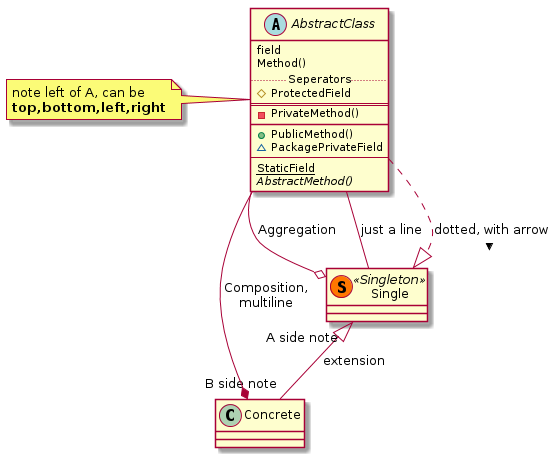 A AbstractClass
field
Method()
Seperators
ProtectedField
PrivateMethod()
PublicMethod()
PackagePrivateField
StaticField
AbstractMethod()
note left of A, can be
top,bottom,left,right
Aggregation
just a line
dotted, with arrow
S «Singleton»
Single
Composition,
multiline
A side note
extension
B side note
C Concrete